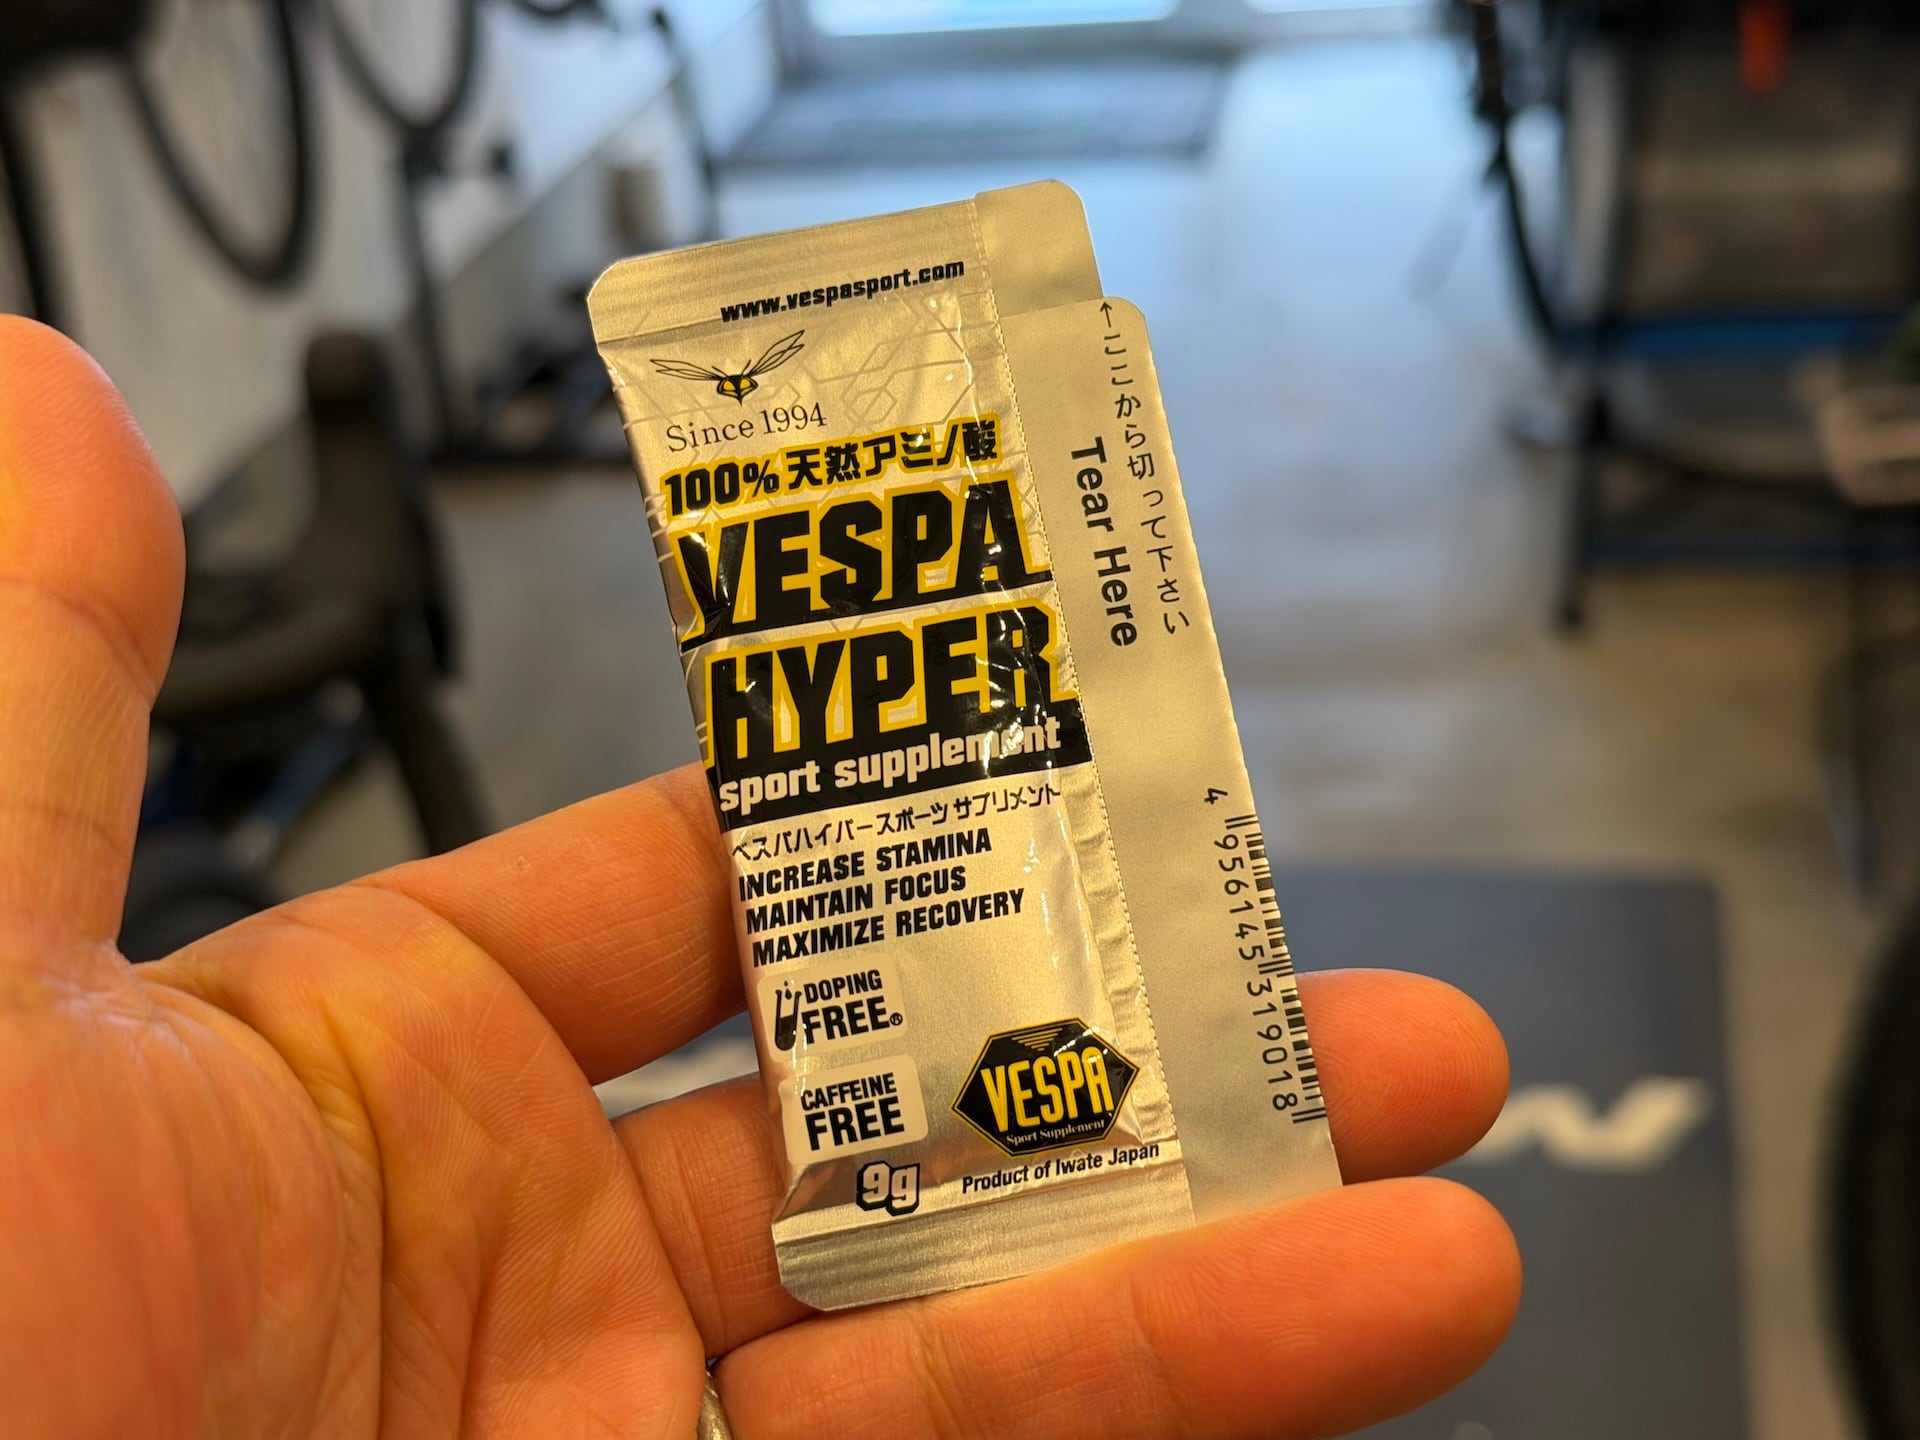 www.vespasport.com
Since 1994
100%天然アミノ酸
VESPA
HYPER
sport supplement
ベスパハイパースポーツサプリメント
INCREASE STAMINA
MAINTAIN FOCUS
MAXIMIZE RECOVERY
DOPING
FREE®
CAFFEINE
FREE
9g
VESPA
Sport Supplement
Product of Iwate Japan
←ここから切って下さい
Tear Here
4 956145 319018